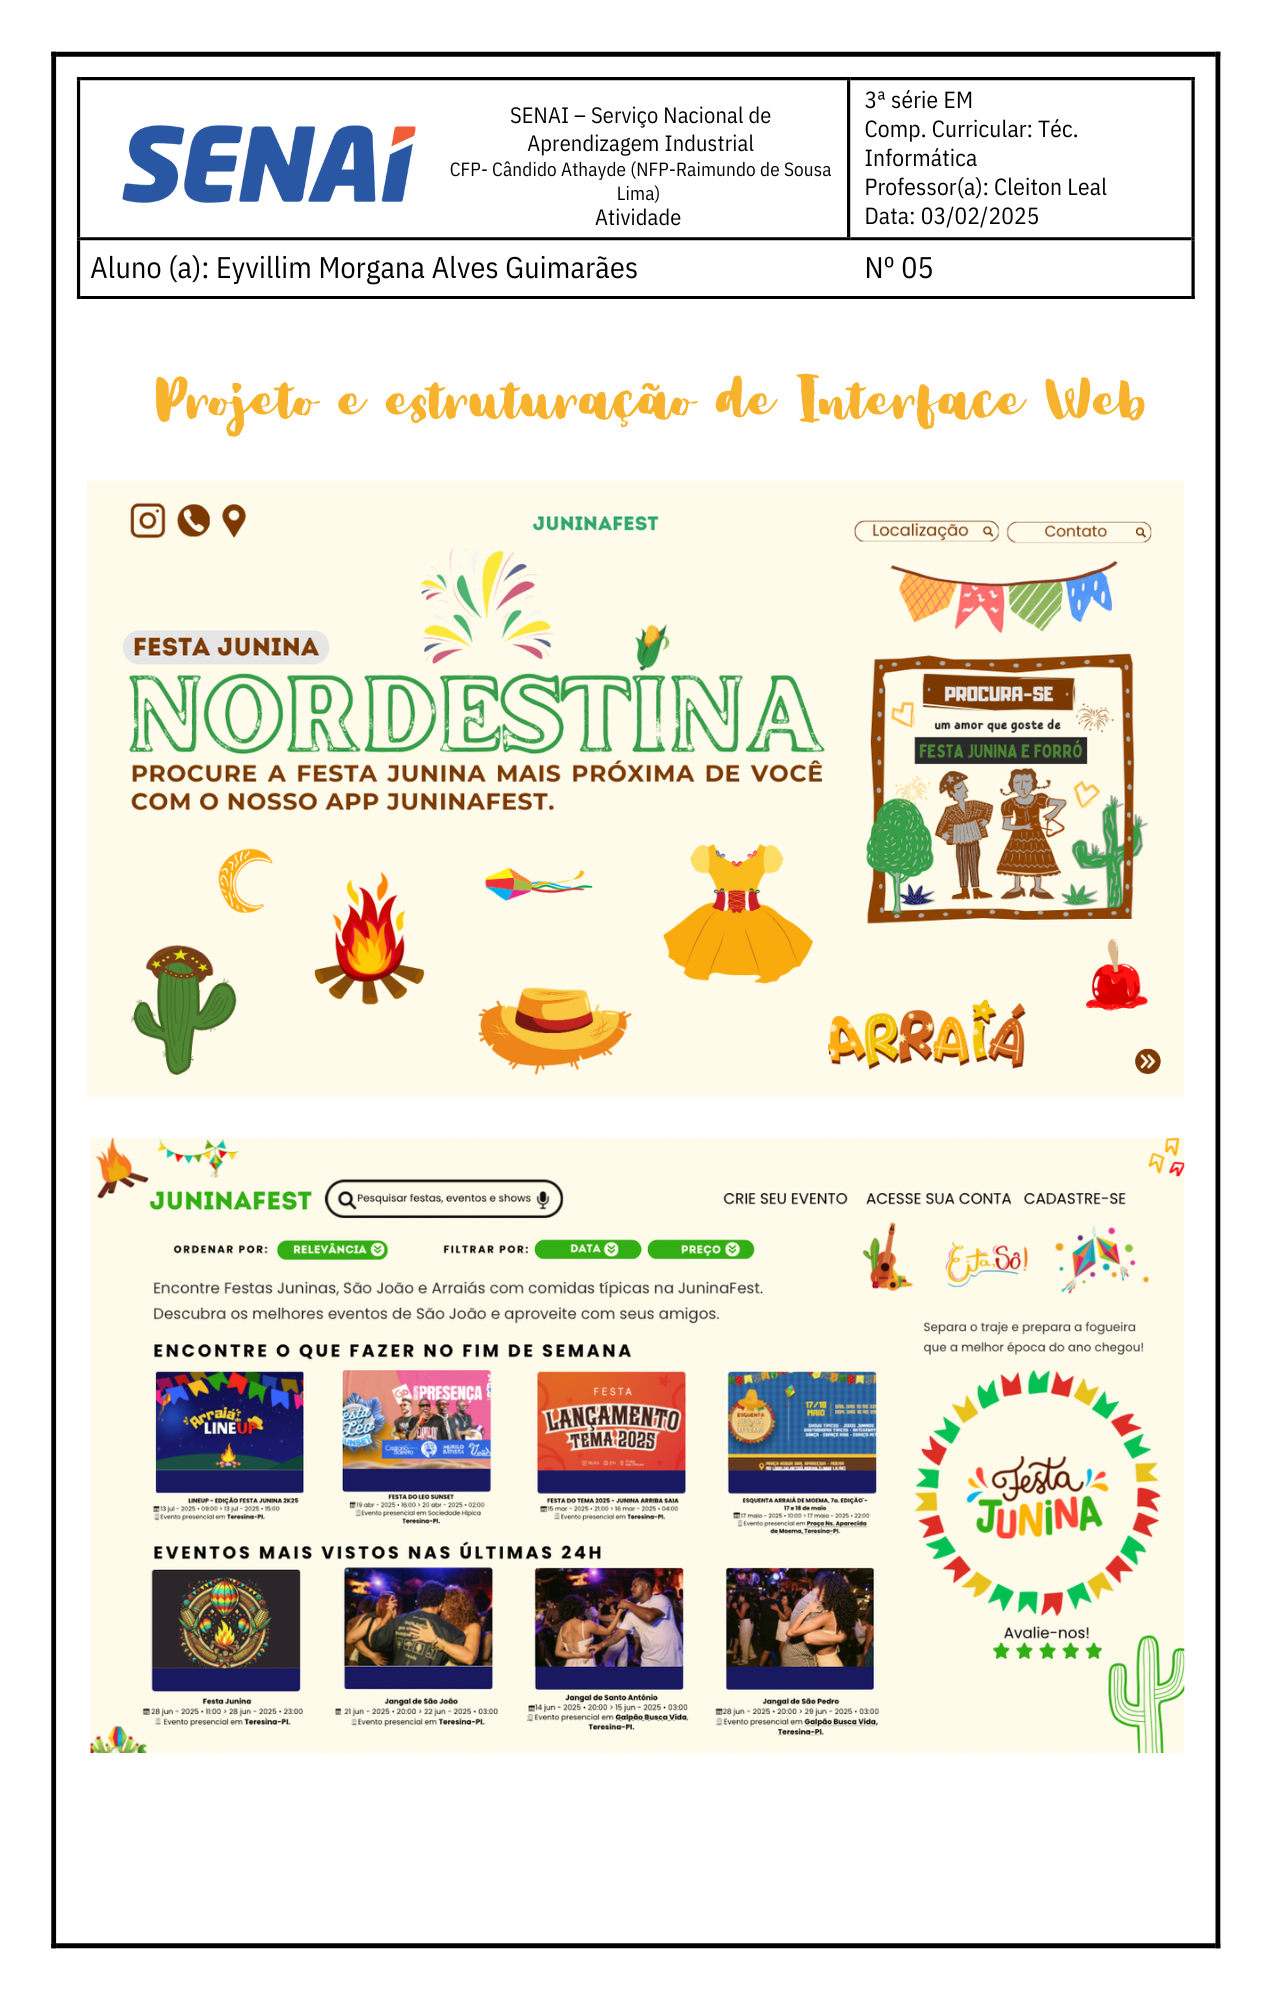 SENAI
SENAI – Serviço Nacional de
Aprendizagem Industrial
CFP- Cândido Athayde (NFP-Raimundo de Sousa
Lima)
Atividade
3ª série EM
Comp. Curricular: Téc.
Informática
Professor(a): Cleiton Leal
Data: 03/02/2025
Aluno (a): Eyvillim Morgana Alves Guimarães
Nº 05
Projeto e estruturação de Interface Web
JUNINAFEST
Localização
Contato
FESTA JUNINA
NORDESTINA
PROCURE A FESTA JUNINA MAIS PRÓXIMA DE VOCÊ
COM O NOSSO APP JUNINAFEST.
PROCURA-SE
um amor que goste de
FESTA JUNINA E FORRÓ
ARRAIÁ
JUNINAFEST
Pesquisar festas, eventos e shows
CRIE SEU EVENTO
ACESSE SUA CONTA
CADASTRE-SE
ORDENAR POR:
RELEVÂNCIA
FILTRAR POR:
DATA
PREÇO
Eita, Sô!
Encontre Festas Juninas, São João e Arraiás com comidas típicas na JuninaFest.
Descubra os melhores eventos de São João e aproveite com seus amigos.
Separa o traje e prepara a fogueira
que a melhor época do ano chegou!
ENCONTRE O QUE FAZER NO FIM DE SEMANA
Arraiá
LINEUP
PRESENÇA
FESTA
LANÇAMENTO
TEMA 2025
17/18
MAIO
LINEUP - EDIÇÃO FESTA JUNINA 2K25
13 jul - 2025 • 09:00 > 13 jul - 2025 • 15:00
Evento presencial em Teresina-PI.
FESTA DO LEO SUNSET
19 abr - 2025 • 16:00 > 20 abr - 2025 • 02:00
Evento presencial em Sociedade Hípica
Teresina-PI.
FESTA DO TEMA 2025 - JUNINA ARRIBA SAIA
15 mar - 2025 • 21:00 > 16 mar - 2025 • 04:00
Evento presencial em Teresina-PI.
ESQUENTA ARRAIÁ DE MOEMA, 7a. EDIÇÃO -
17 e 18 de maio
17 maio - 2025 • 10:00 > 17 maio - 2025 • 22:00
Evento presencial em Praça Ns. Aparecida
de Moema, Teresina-PI.
Festa
JUNINA
EVENTOS MAIS VISTOS NAS ÚLTIMAS 24H
Festa Junina
28 jun - 2025 • 11:00 > 28 jun - 2025 • 23:00
Evento presencial em Teresina-PI.
Jangal de São João
21 jun - 2025 • 20:00 > 22 jun - 2025 • 03:00
Evento presencial em Teresina-PI.
Jangal de Santo Antônio
14 jun - 2025 • 20:00 > 15 jun - 2025 • 03:00
Evento presencial em Galpão Busca Vida,
Teresina-PI.
Jangal de São Pedro
28 jun - 2025 • 20:00 > 29 jun - 2025 • 03:00
Evento presencial em Galpão Busca Vida,
Teresina-PI.
Avalie-nos!